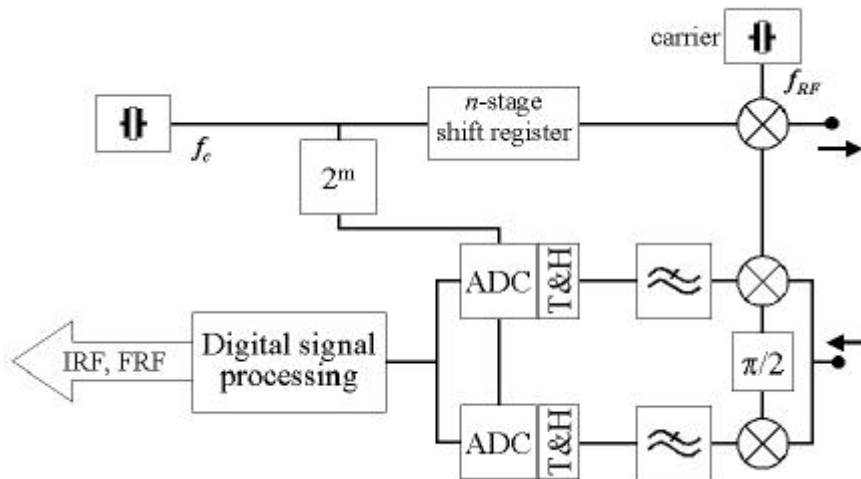 carrier
f_RF
n-stage
shift register
f_c
2^m
ADC
T&H
π/2
IRF, FRF
Digital signal
processing
ADC
T&H